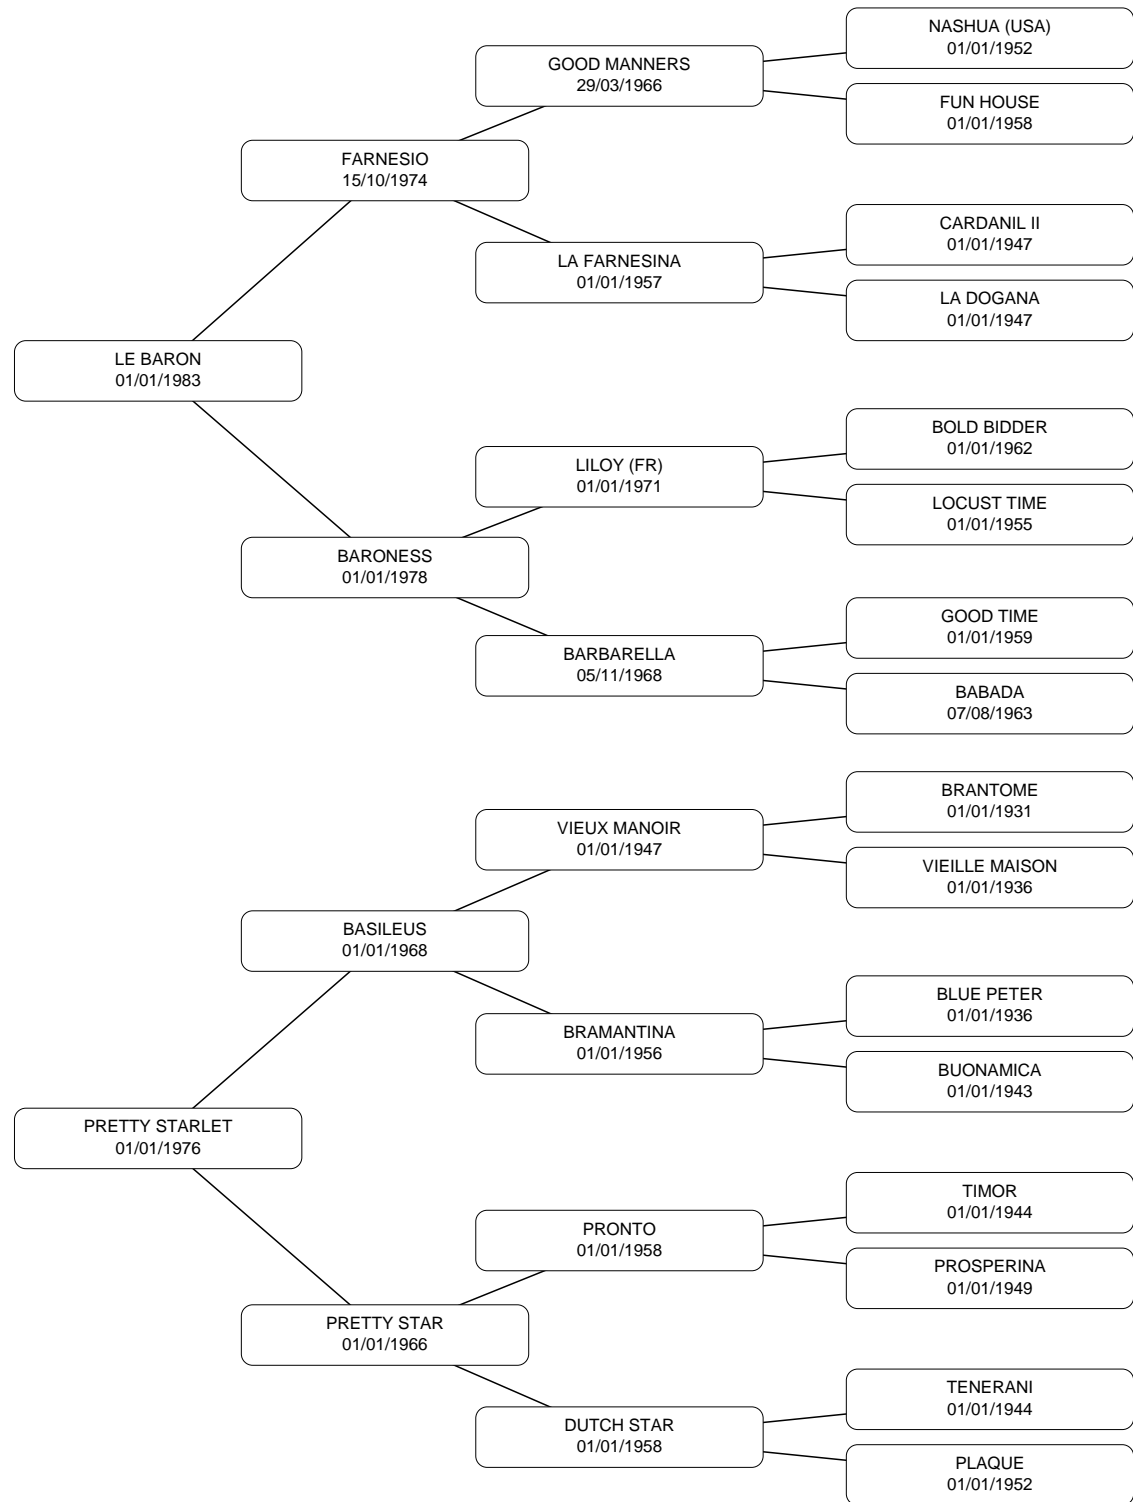 NASHUA (USA)
01/01/1952
GOOD MANNERS
29/03/1966
FUN HOUSE
01/01/1958
FARNESIO
15/10/1974
CARDANIL II
01/01/1947
LA FARNESINA
01/01/1957
LA DOGANA
01/01/1947
LE BARON
01/01/1983
BOLD BIDDER
01/01/1962
LILOY (FR)
01/01/1971
LOCUST TIME
01/01/1955
BARONESS
01/01/1978
GOOD TIME
01/01/1959
BARBARELLA
05/11/1968
BABADA
07/08/1963
BRANTOME
01/01/1931
VIEUX MANOIR
01/01/1947
VIEILLE MAISON
01/01/1936
BASILEUS
01/01/1968
BLUE PETER
01/01/1936
BRAMANTINA
01/01/1956
BUONAMICA
01/01/1943
PRETTY STARLET
01/01/1976
TIMOR
01/01/1944
PRONTO
01/01/1958
PROSPERINA
01/01/1949
PRETTY STAR
01/01/1966
TENERANI
01/01/1944
DUTCH STAR
01/01/1958
PLAQUE
01/01/1952